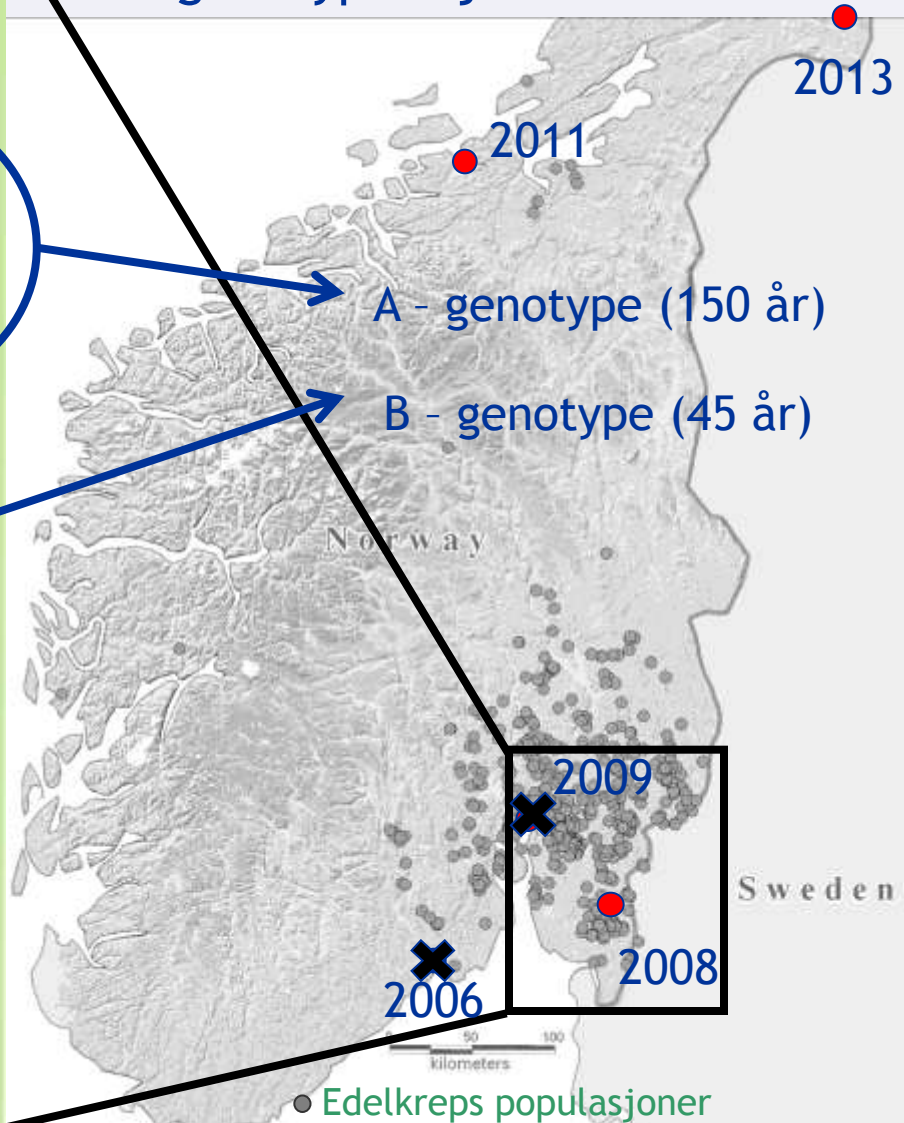 2013
2011
A - genotype (150 år)
B - genotype (45 år)
Norway
2009
Sweden
2008
2006
50 100
kilometers
Edelkreps populasjoner